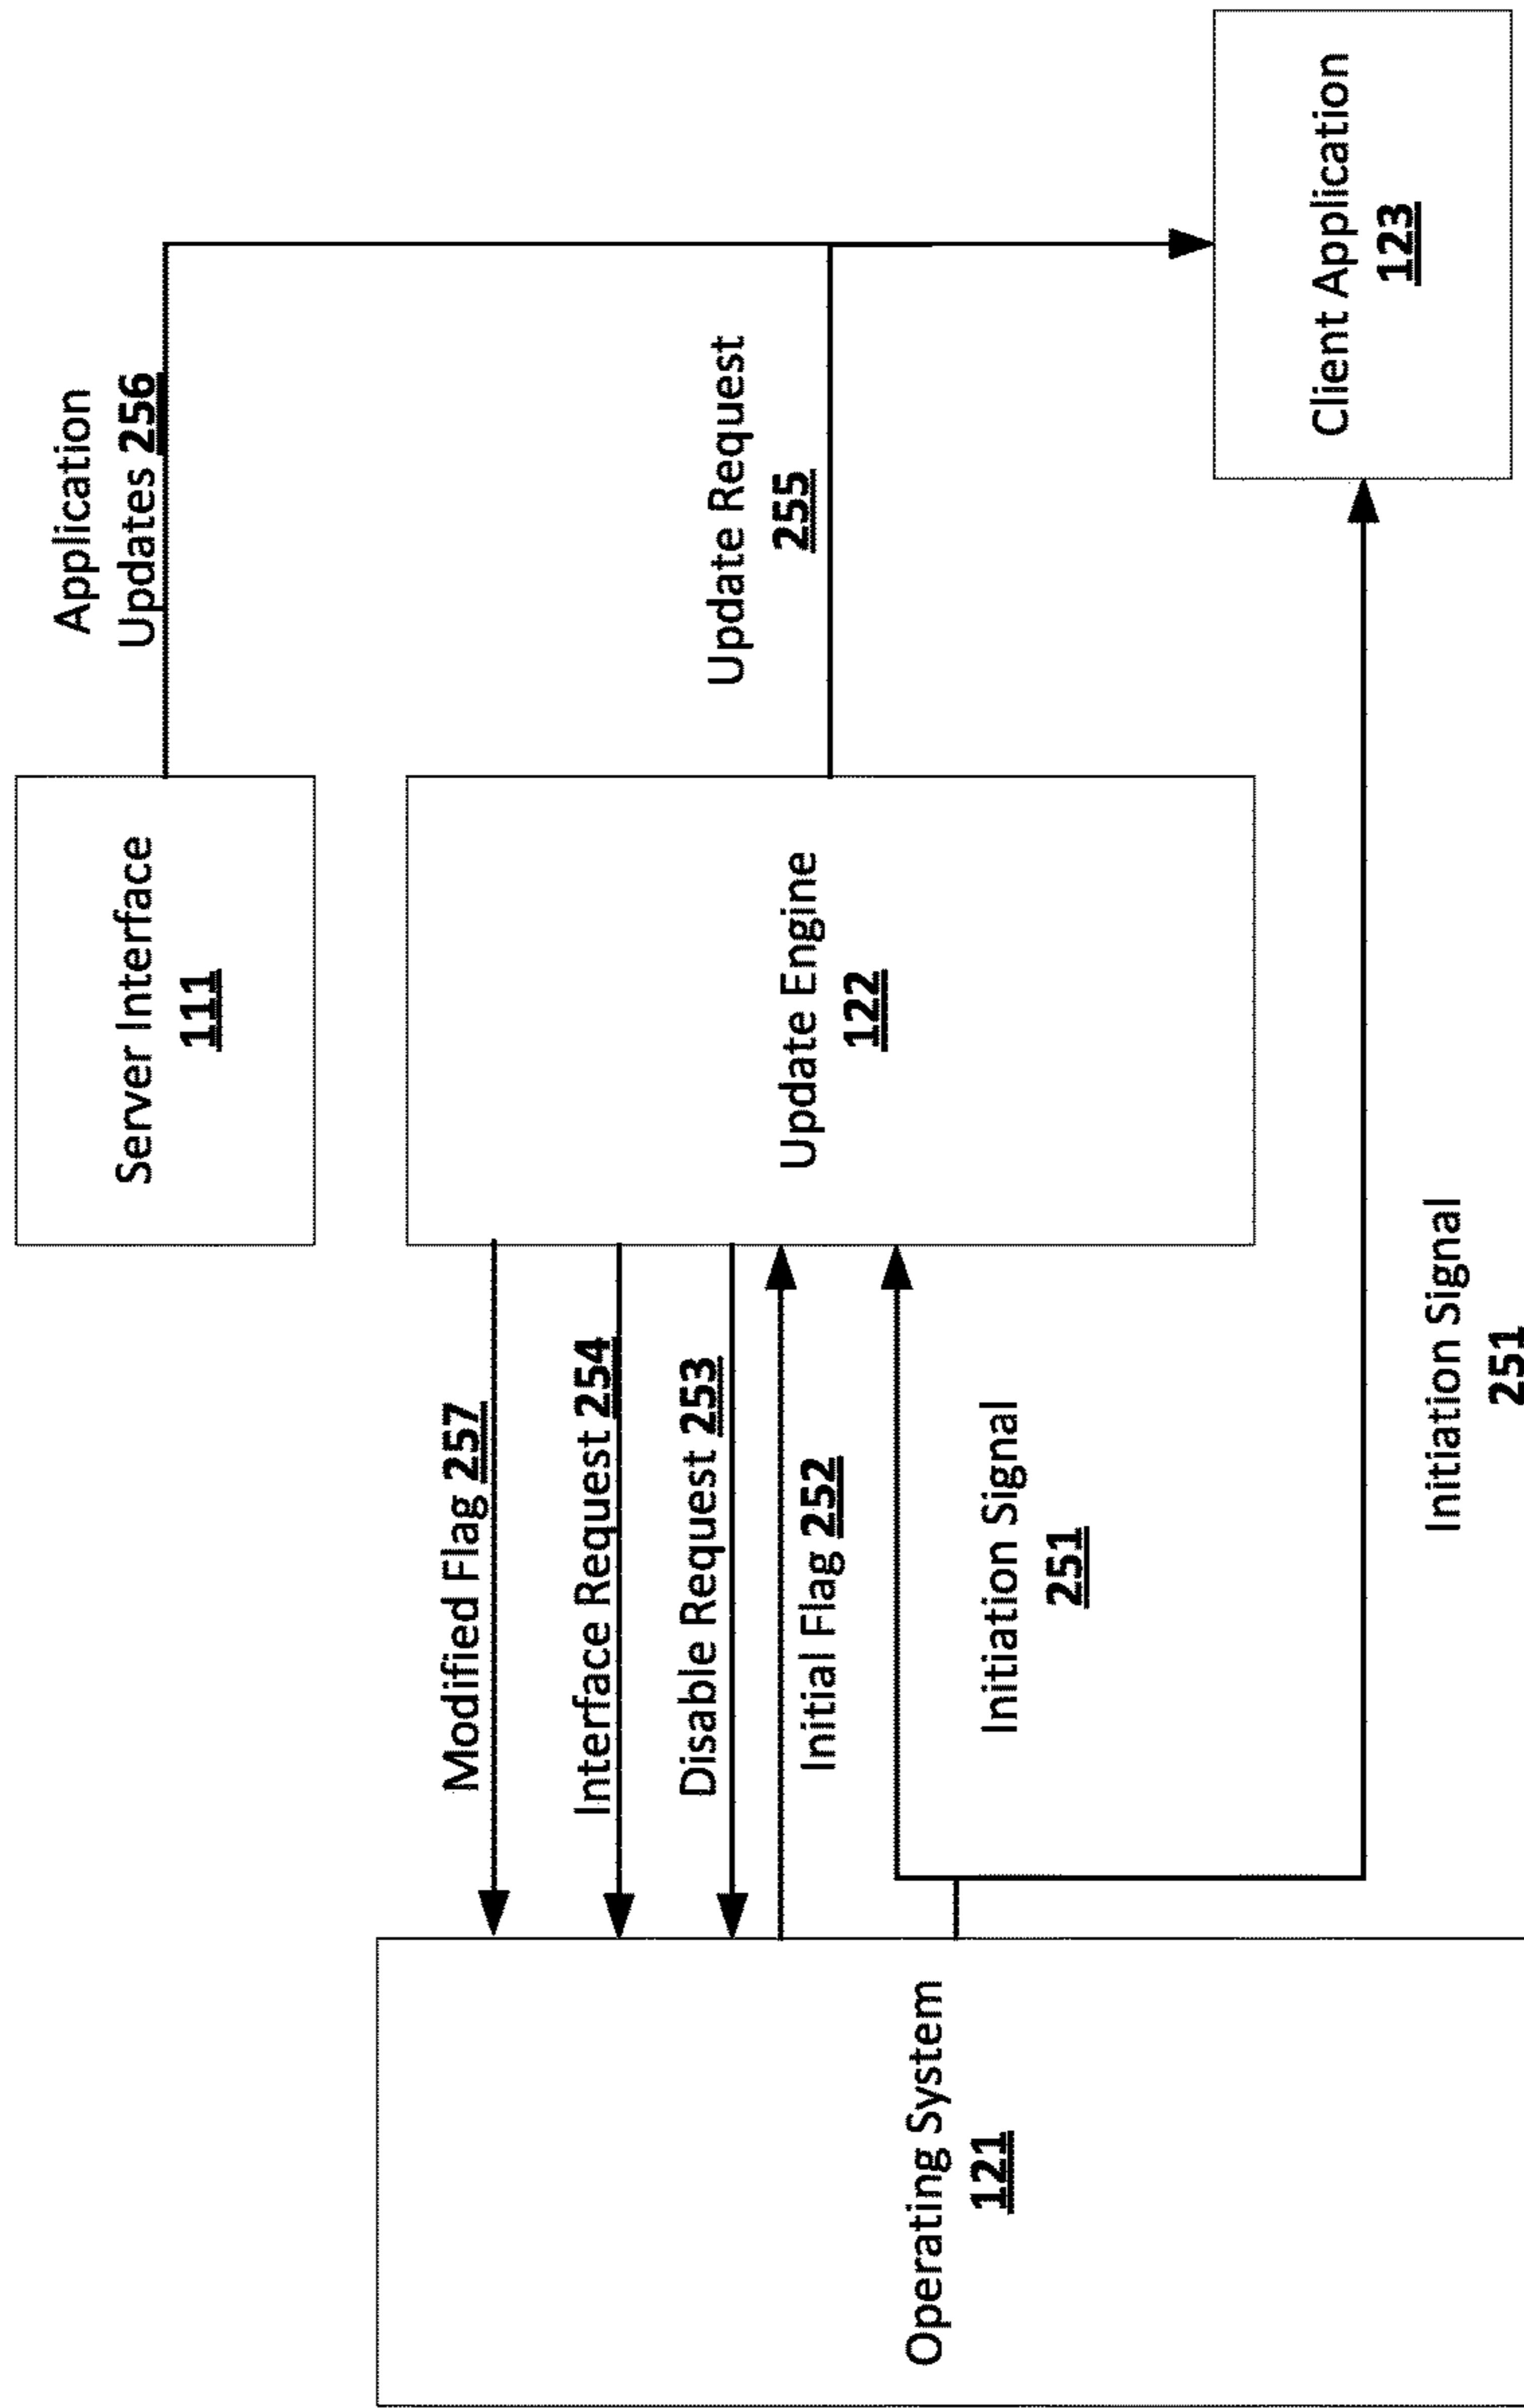 Server Interface
111
Application
Updates 256
Modified Flag 257
Interface Request 254
Disable Request 253
Initial Flag 252
Update Engine
122
Update Request
255
Operating System
121
Initiation Signal
251
Client Application
123
Initiation Signal
251